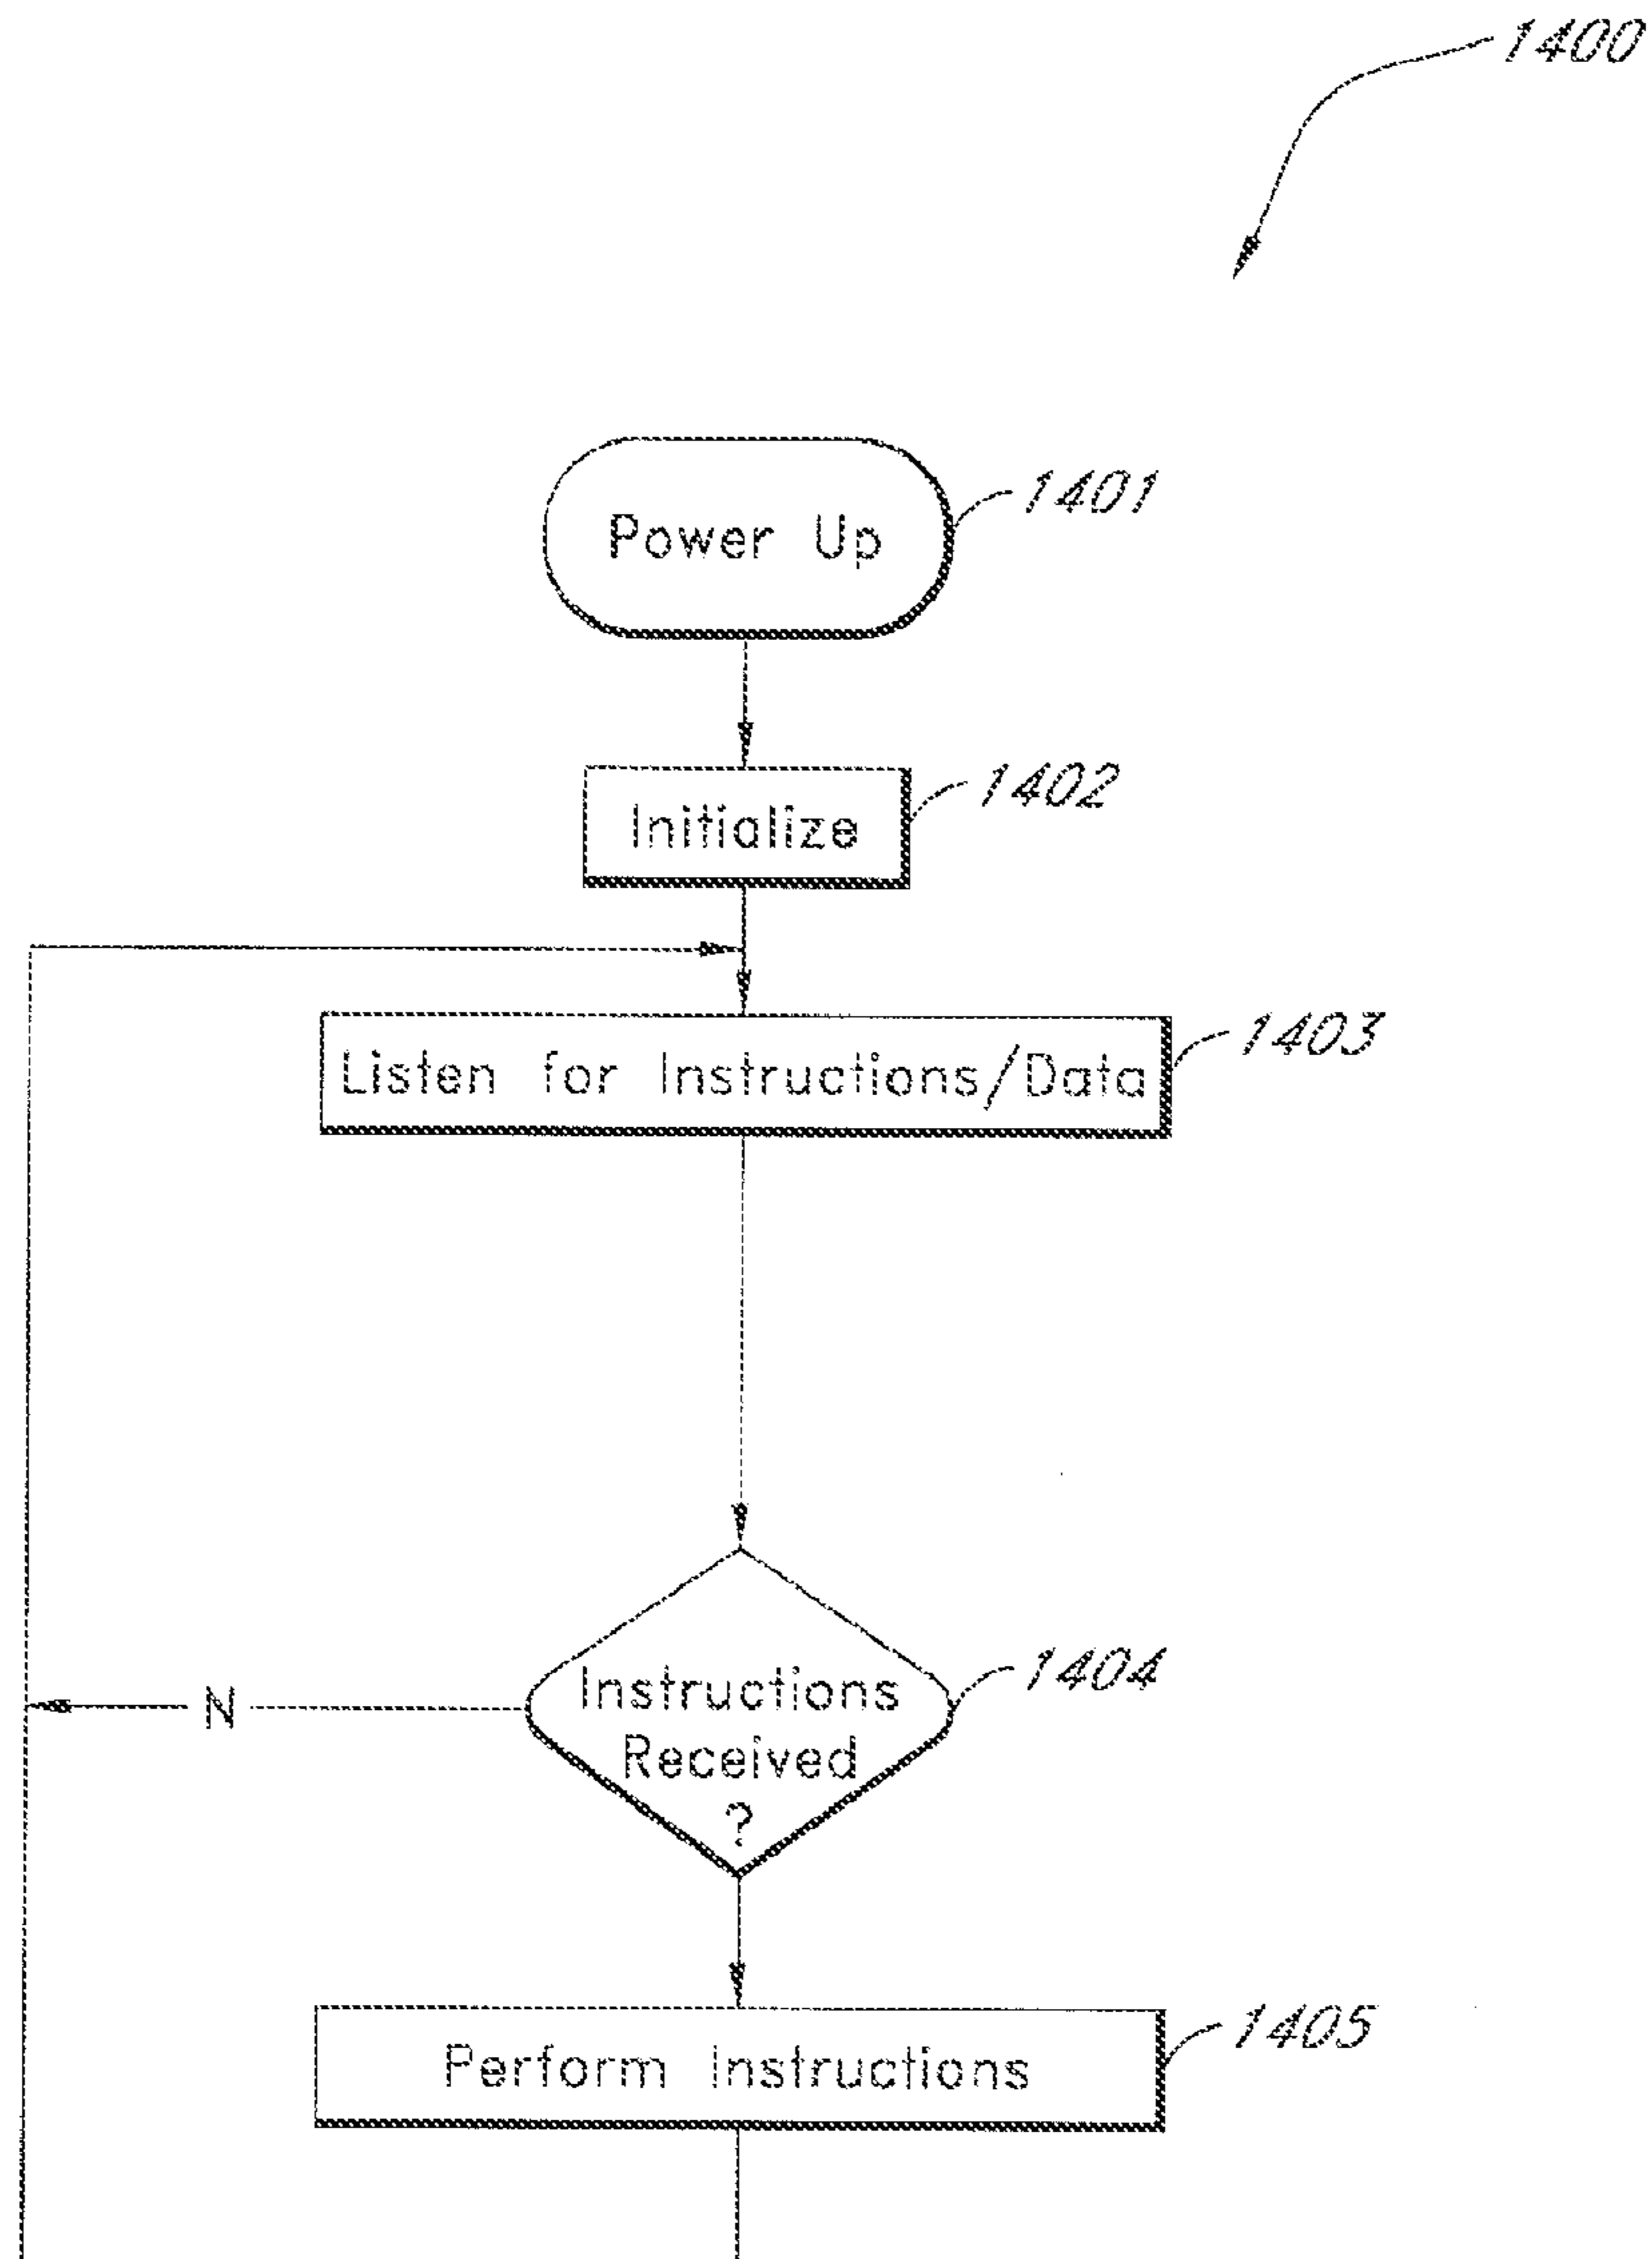 1400
Power Up
1401
Initialize
1402
Listen for Instructions/Data
1403
Instructions
Received
?
1404
N
Perform Instructions
1405